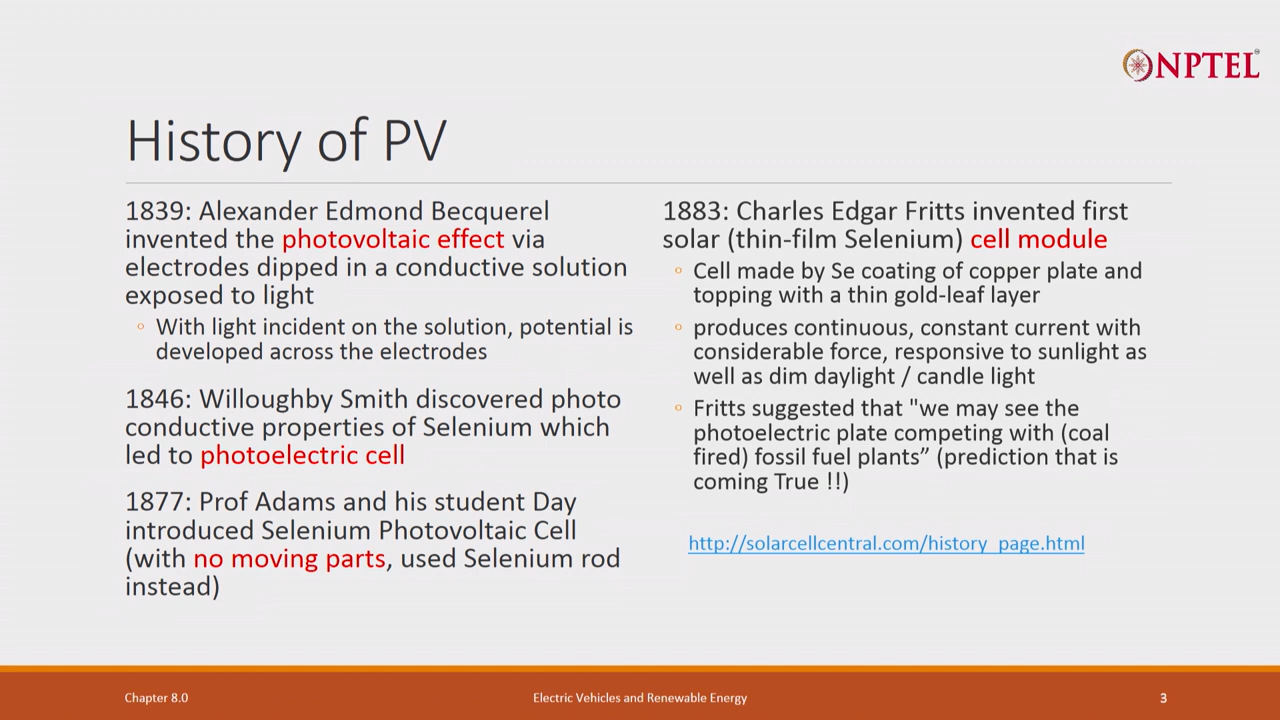 NPTEL
History of PV
1839: Alexander Edmond Becquerel
invented the photovoltaic effect via
electrodes dipped in a conductive solution
exposed to light
◦ With light incident on the solution, potential is
developed across the electrodes
1846: Willoughby Smith discovered photo
conductive properties of Selenium which
led to photoelectric cell
1877: Prof Adams and his student Day
introduced Selenium Photovoltaic Cell
(with no moving parts, used Selenium rod
instead)
1883: Charles Edgar Fritts invented first
solar (thin-film Selenium) cell module
◦ Cell made by Se coating of copper plate and
topping with a thin gold-leaf layer
◦ produces continuous, constant current with
considerable force, responsive to sunlight as
well as dim daylight / candle light
◦ Fritts suggested that "we may see the
photoelectric plate competing with (coal
fired) fossil fuel plants” (prediction that is
coming True !!)
http://solarcellcentral.com/history_page.html
Chapter 8.0
Electric Vehicles and Renewable Energy
3